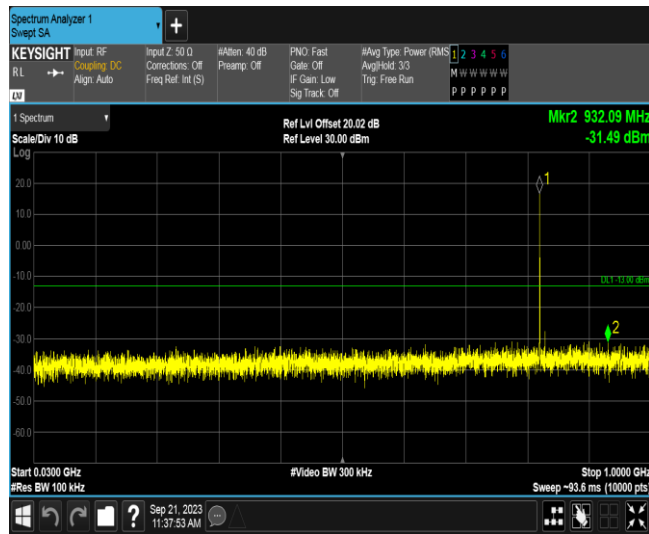 Spectrum Analyzer 1
Swept SA
+
KEYSIGHT Input: RF Input Z: 50 Ω #Atten: 40 dB PNO: Fast #Avg Type: Power (RMS 1 2 3 4 5 6
RL Coupling: DC Corrections: Off Preamp: Off Gate: Off Avg|Hold: 3/3 M W W W W W
Align: Auto Freq Ref: Int (S) IF Gain: Low Trig: Free Run
LXI Sig Track: Off P P P P P P
1 Spectrum Ref Lvl Offset 20.02 dB Mkr2 932.09 MHz
Scale/Div 10 dB Ref Level 30.00 dBm -31.49 dBm
Log
1
20.0
10.0
0.00
-10.0
DL1 -13.00 dBm
-20.0
2
-30.0
-40.0
-50.0
-60.0
Start 0.0300 GHz #Video BW 300 kHz Stop 1.0000 GHz
#Res BW 100 kHz Sweep ~93.6 ms (10000 pts)
? Sep 21, 2023
11:37:53 AM